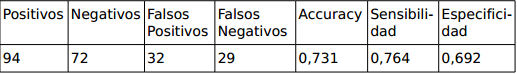 Positivos Negativos Falsos Falsos Accuracy Sensibili- Especifici-
Positivos Negativos dad dad
94 72 32 29 0,731 0,764 0,692